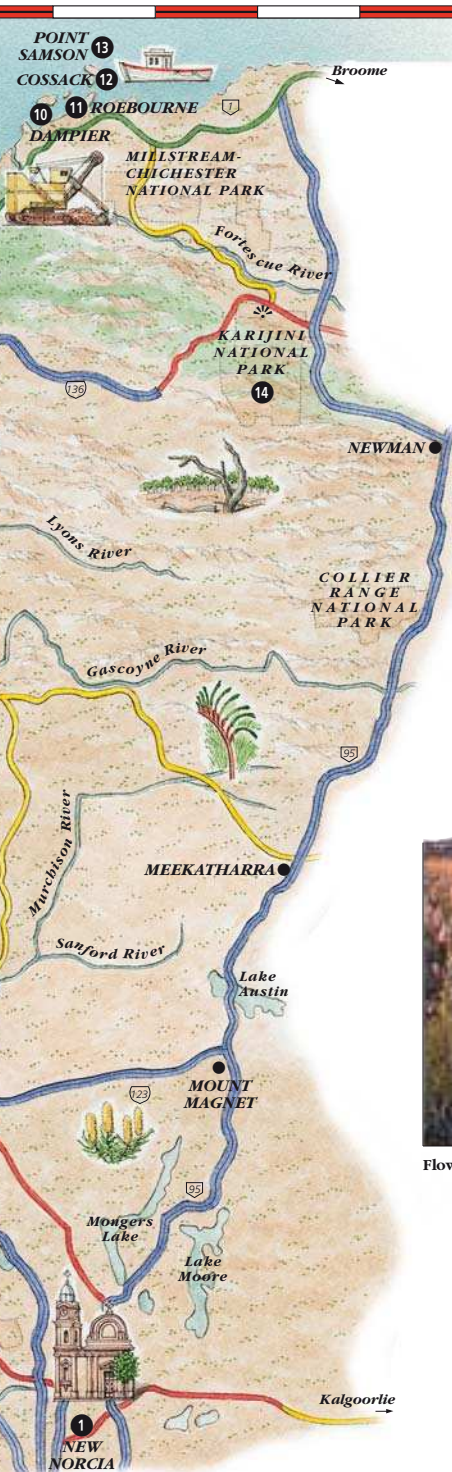 POINT
SAMSON 13
COSSACK 12
Broome
10
11 ROEBOURNE
1
DAMPIER
MILLSTREAM-
CHICHESTER
NATIONAL PARK
Fortescue River
KARIJINI
NATIONAL
PARK
14
136
NEWMAN
Lyons River
COLLIER
RANGE
NATIONAL
PARK
Gascoyne River
95
Murchison River
MEEKATHARRA
Sanford River
Lake
Austin
MOUNT
MAGNET
123
95
Mongers
Lake
Lake
Moore
Flow
Kalgoorlie
1
NEW
NORCIA